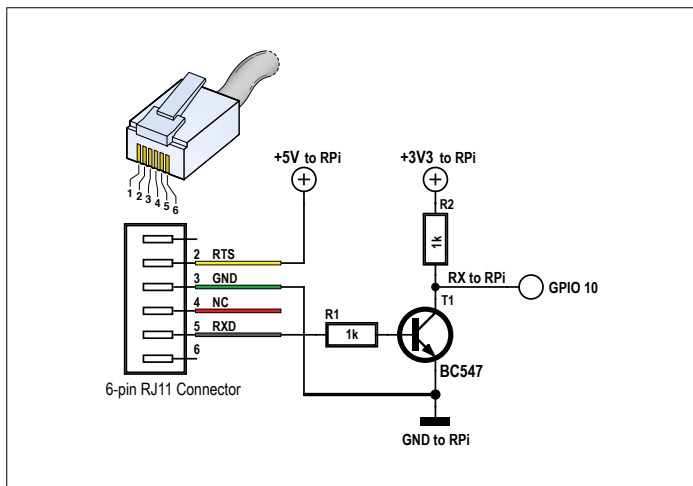 1 2 3 4 5 6
+5V to RPi
+3V3 to RPi
R2
1k
2 RTS
3 GND
4 NC
5 RXD
6
RX to RPi
GPIO 10
R1
1k
T1
BC547
6-pin RJ11 Connector
GND to RPi